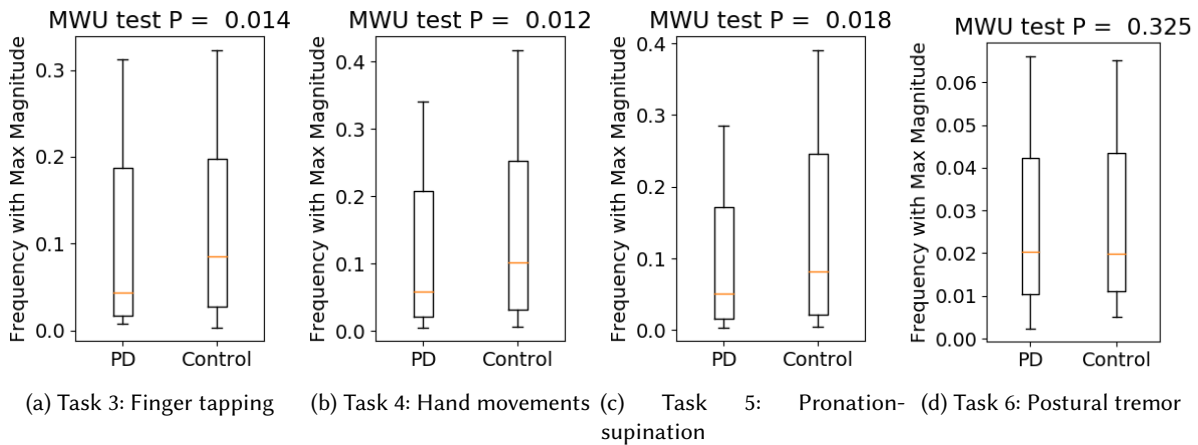 MWU test P = 0.014
Frequency with Max Magnitude
0.3
0.2
0.1
0.0
PD Control
(a) Task 3: Finger tapping
MWU test P = 0.012
Frequency with Max Magnitude
0.4
0.3
0.2
0.1
0.0
PD Control
(b) Task 4: Hand movements
MWU test P = 0.018
Frequency with Max Magnitude
0.4
0.3
0.2
0.1
0.0
PD Control
(c) Task 5: Pronation-
supination
MWU test P = 0.325
Frequency with Max Magnitude
0.06
0.05
0.04
0.03
0.02
0.01
0.00
PD Control
(d) Task 6: Postural tremor